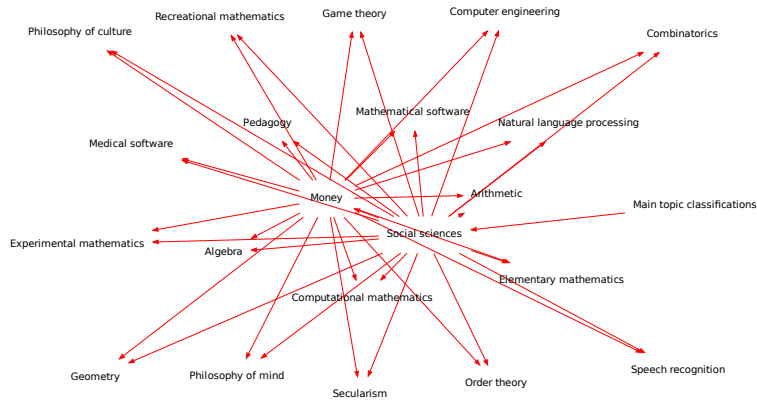 Computer engineering
Game theory
Recreational mathematics
Philosophy of culture
Combinatorics
Mathematical software
Pedagogy
Natural language processing
Medical software
Arithmetic
Money
Main topic classifications
Social sciences
Experimental mathematics
Algebra
Elementary mathematics
Computational mathematics
Speech recognition
Philosophy of mind
Geometry
Order theory
Secularism